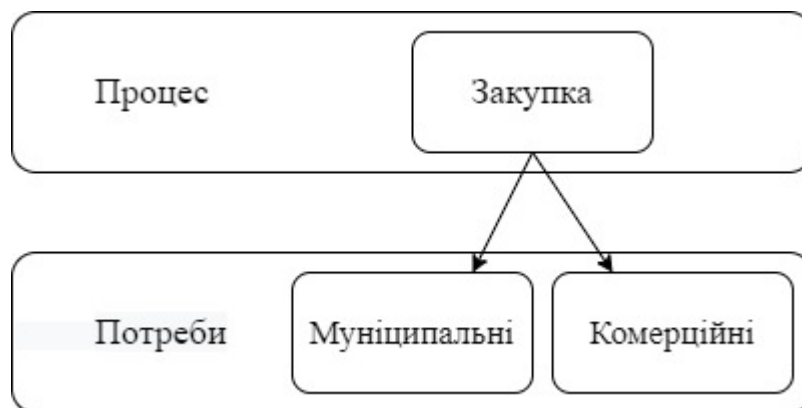 Процес
Закупка
Потреби
Муніципальні
Комерційні